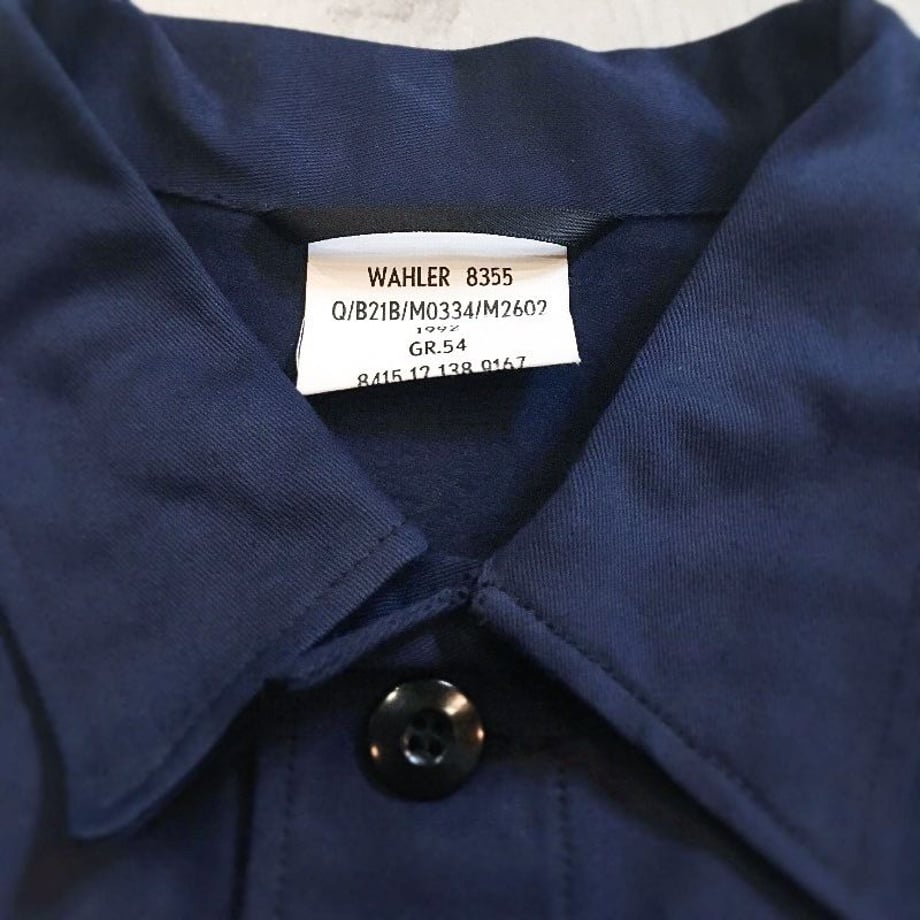 WAHLER 8355
Q/B21B/M0334/M2602
1992
GR.54
8415 12 138 9167